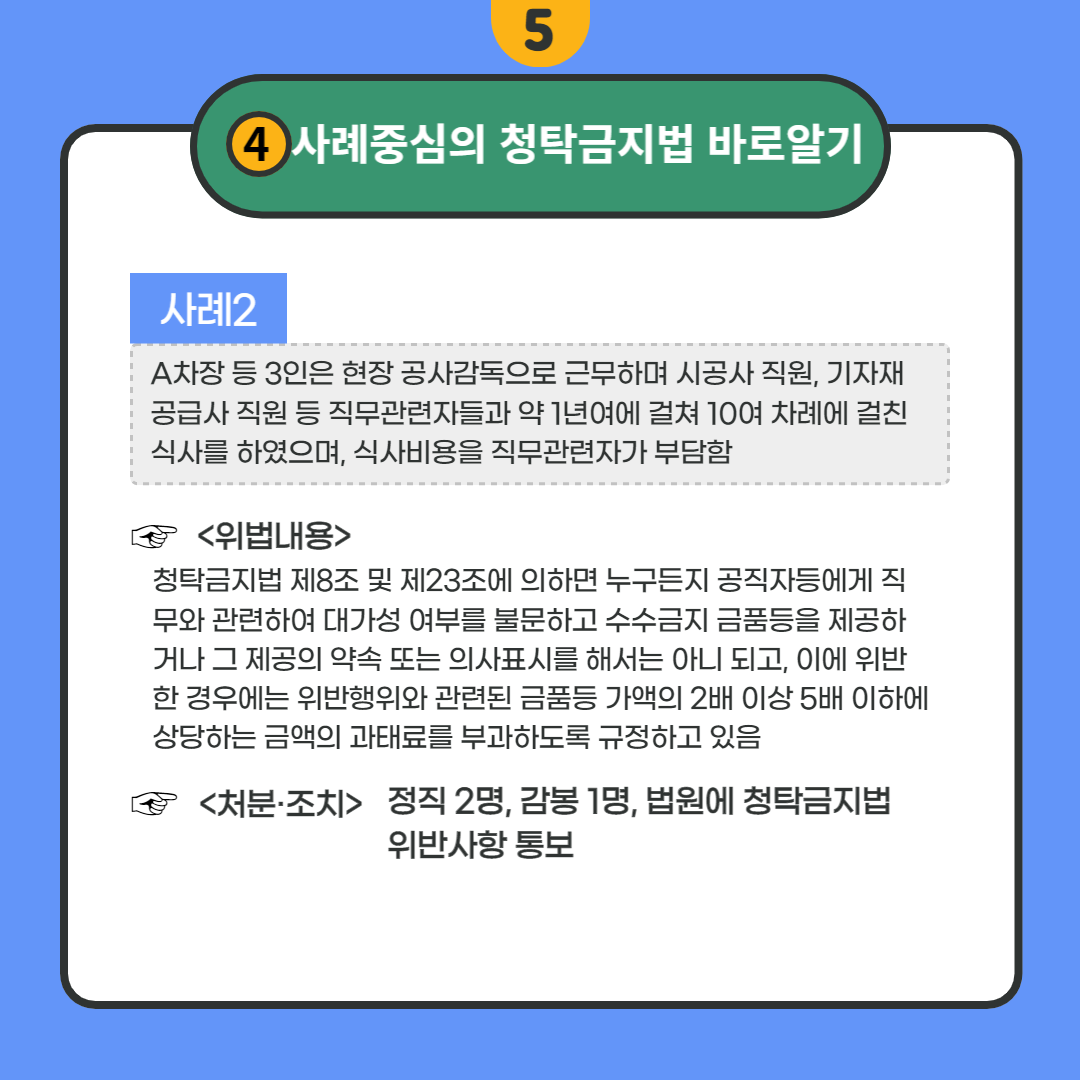 5
4 사례중심의 청탁금지법 바로알기
사례2
A차장 등 3인은 현장 공사감독으로 근무하며 시공사 직원, 기자재
공급사 직원 등 직무관련자들과 약 1년여에 걸쳐 10여 차례에 걸친
식사를 하였으며, 식사비용을 직무관련자가 부담함
☞ <위법내용>
청탁금지법 제8조 및 제23조에 의하면 누구든지 공직자등에게 직
무와 관련하여 대가성 여부를 불문하고 수수금지 금품등을 제공하
거나 그 제공의 약속 또는 의사표시를 해서는 아니 되고, 이에 위반
한 경우에는 위반행위와 관련된 금품등 가액의 2배 이상 5배 이하에
상당하는 금액의 과태료를 부과하도록 규정하고 있음
☞ <처분·조치> 정직 2명, 감봉 1명, 법원에 청탁금지법
위반사항 통보